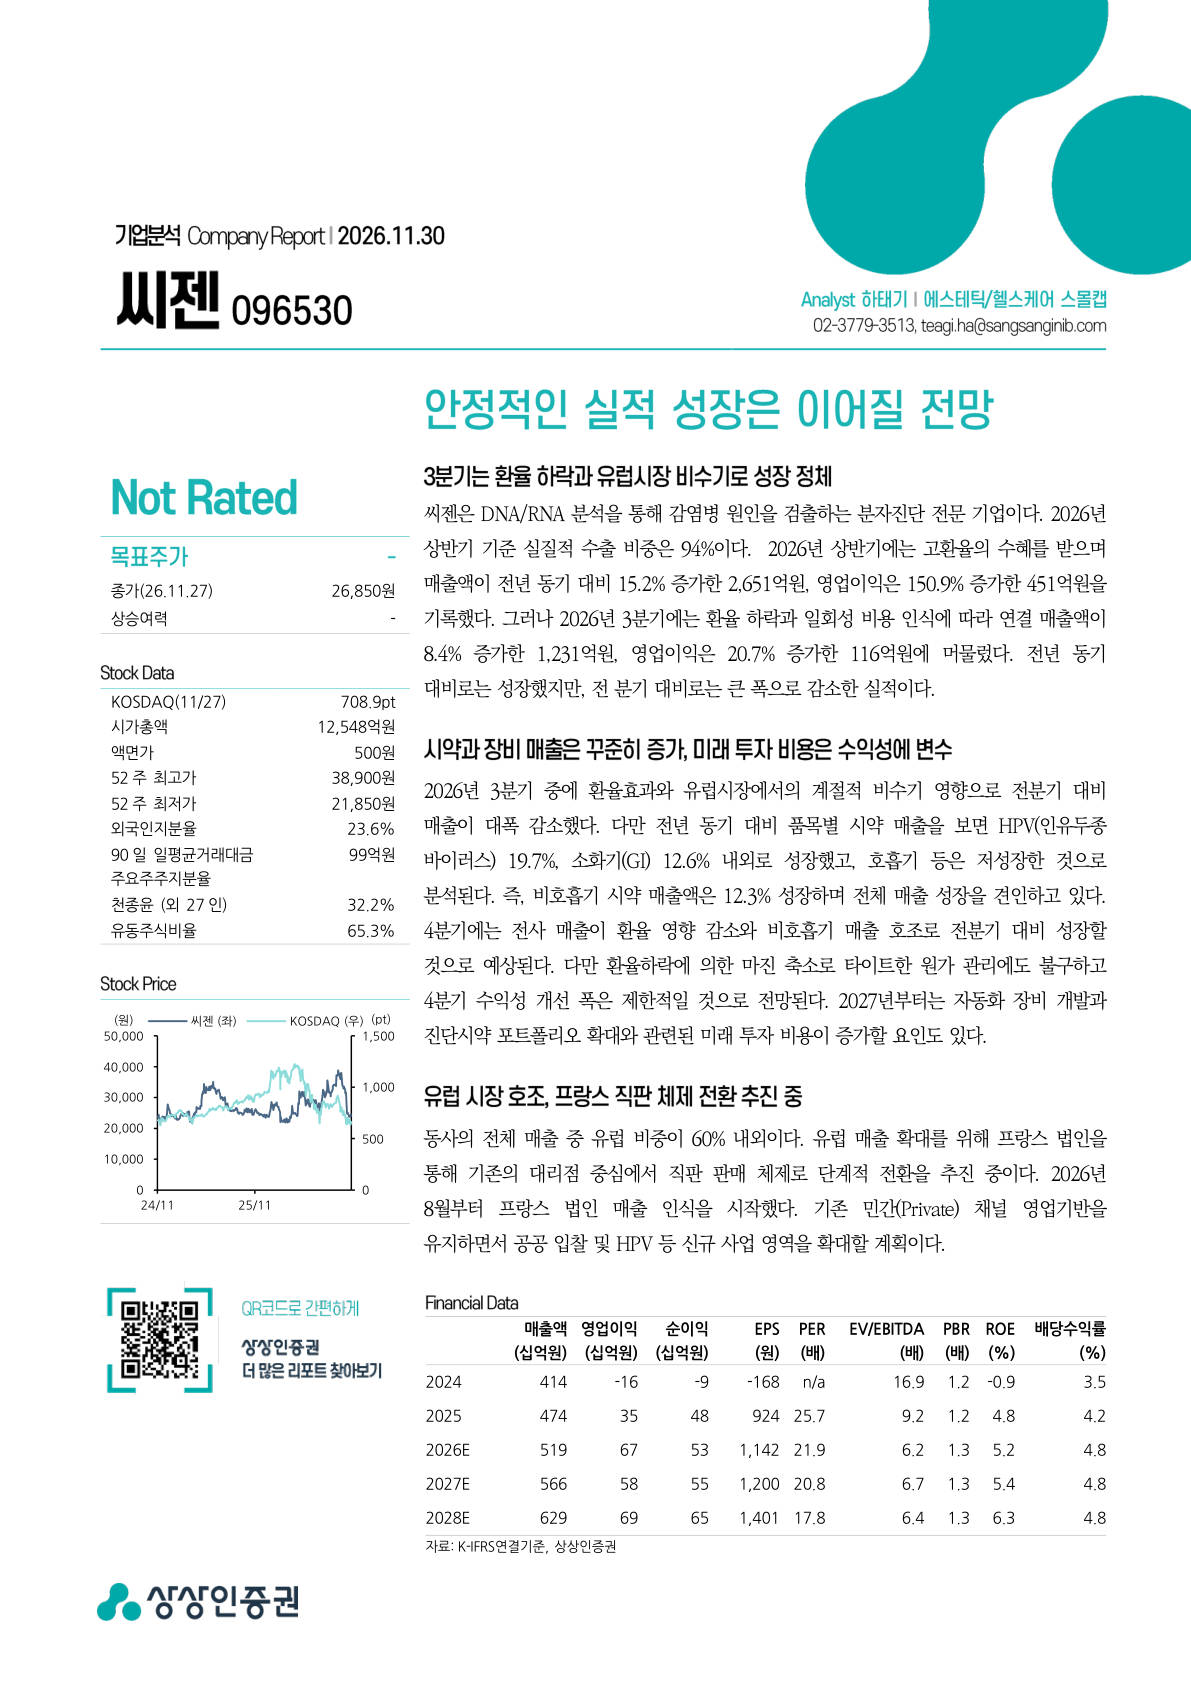 기업분석 Company Report | 2026.11.30
씨젠 096530
Analyst 하태기 | 에스테틱/헬스케어 스몰캡
02-3779-3513, teagi.ha@sangsanginib.com
안정적인 실적 성장은 이어질 전망
Not Rated
목표주가 -
종가(26.11.27) 26,850원
상승여력 -
Stock Data
KOSDAQ(11/27) 708.9pt
시가총액 12,548억원
액면가 500원
52 주 최고가 38,900원
52 주 최저가 21,850원
외국인지분율 23.6%
90 일 일평균거래대금 99억원
주요주주지분율
천종윤 (외 27 인) 32.2%
유동주식비율 65.3%
Stock Price
(원) 씨젠 (좌) KOSDAQ (우) (pt)
50,000 1,500
40,000
30,000 1,000
20,000
10,000 500
0 0
24/11 25/11
QR코드로 간편하게
상상인증권
더 많은 리포트 찾아보기
3분기는 환율 하락과 유럽시장 비수기로 성장 정체
씨젠은 DNA/RNA 분석을 통해 감염병 원인을 검출하는 분자진단 전문 기업이다. 2026년
상반기 기준 실질적 수출 비중은 94%이다. 2026년 상반기에는 고환율의 수혜를 받으며
매출액이 전년 동기 대비 15.2% 증가한 2,651억원, 영업이익은 150.9% 증가한 451억원을
기록했다. 그러나 2026년 3분기에는 환율 하락과 일회성 비용 인식에 따라 연결 매출액이
8.4% 증가한 1,231억원, 영업이익은 20.7% 증가한 116억원에 머물렀다. 전년 동기
대비로는 성장했지만, 전 분기 대비로는 큰 폭으로 감소한 실적이다.
시약과 장비 매출은 꾸준히 증가, 미래 투자 비용은 수익성에 변수
2026년 3분기 중에 환율효과와 유럽시장에서의 계절적 비수기 영향으로 전분기 대비
매출이 대폭 감소했다. 다만 전년 동기 대비 품목별 시약 매출을 보면 HPV(인유두종
바이러스) 19.7%, 소화기(GI) 12.6% 내외로 성장했고, 호흡기 등은 저성장한 것으로
분석된다. 즉, 비호흡기 시약 매출액은 12.3% 성장하며 전체 매출 성장을 견인하고 있다.
4분기에는 전사 매출이 환율 영향 감소와 비호흡기 매출 호조로 전분기 대비 성장할
것으로 예상된다. 다만 환율하락에 의한 마진 축소로 타이트한 원가 관리에도 불구하고
4분기 수익성 개선 폭은 제한적일 것으로 전망된다. 2027년부터는 자동화 장비 개발과
진단시약 포트폴리오 확대와 관련된 미래 투자 비용이 증가할 요인도 있다.
유럽 시장 호조, 프랑스 직판 체제 전환 추진 중
동사의 전체 매출 중 유럽 비중이 60% 내외이다. 유럽 매출 확대를 위해 프랑스 법인을
통해 기존의 대리점 중심에서 직판 판매 체제로 단계적 전환을 추진 중이다. 2026년
8월부터 프랑스 법인 매출 인식을 시작했다. 기존 민간(Private) 채널 영업기반을
유지하면서 공공 입찰 및 HPV 등 신규 사업 영역을 확대할 계획이다.
Financial Data
매출액 영업이익 순이익 EPS PER EV/EBITDA PBR ROE 배당수익률
(십억원) (십억원) (십억원) (원) (배) (배) (배) (%) (%)
2024 414 -16 -9 -168 n/a 16.9 1.2 -0.9 3.5
2025 474 35 48 924 25.7 9.2 1.2 4.8 4.2
2026E 519 67 53 1,142 21.9 6.2 1.3 5.2 4.8
2027E 566 58 55 1,200 20.8 6.7 1.3 5.4 4.8
2028E 629 69 65 1,401 17.8 6.4 1.3 6.3 4.8
자료: K-IFRS연결기준, 상상인증권
상상인증권